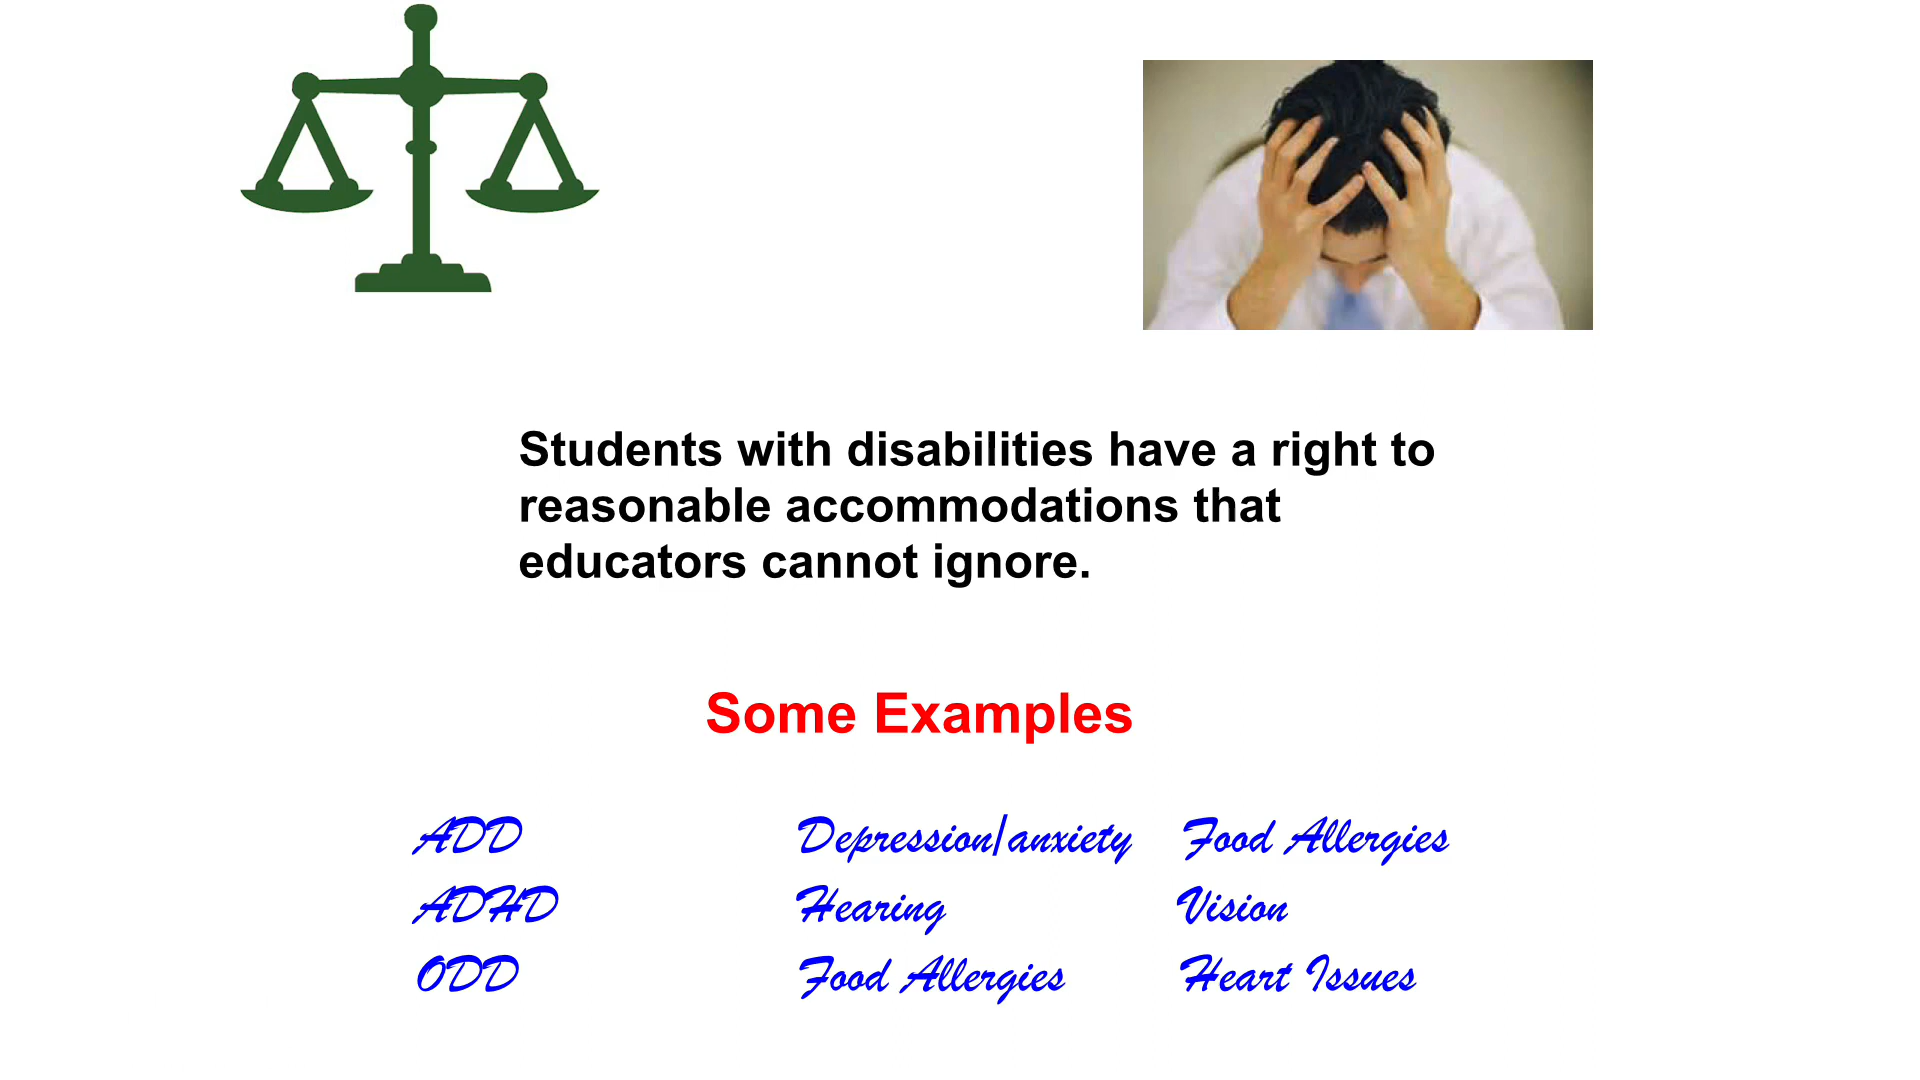 Students with disabilities have a right to
reasonable accommodations that
educators cannot ignore.
Some Examples
ADD Depression/anxiety Food Allergies
ADHD Hearing Vision
ODD Food Allergies Heart Issues